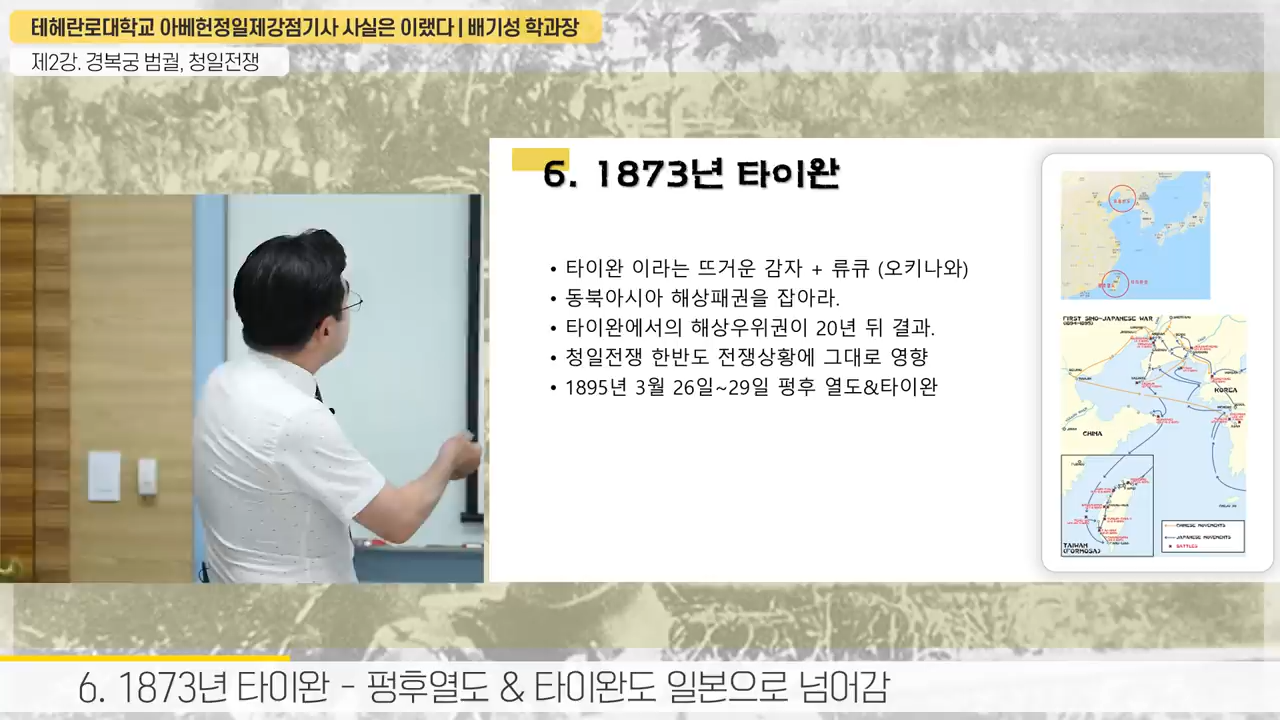 테헤란로대학교 아베헌정일제강점기사 사실은 이랬다 | 배기성 학과장
제2강. 경복궁 범궐, 청일전쟁
6. 1873년 타이완
• 타이완 이라는 뜨거운 감자 + 류큐 (오키나와)
• 동북아시아 해상패권을 잡아라.
• 타이완에서의 해상우위권이 20년 뒤 결과.
• 청일전쟁 한반도 전쟁상황에 그대로 영향
• 1895년 3월 26일~29일 펑후 열도&타이완
FIRST SINO-JAPANESE WAR
(1894-1895)
KOREA
CHINA
TAIWAN
(FORMOSA)
CHINESE MOVEMENTS
JAPANESE MOVEMENTS
BATTLES
6. 1873년 타이완 - 펑후열도 & 타이완도 일본으로 넘어감